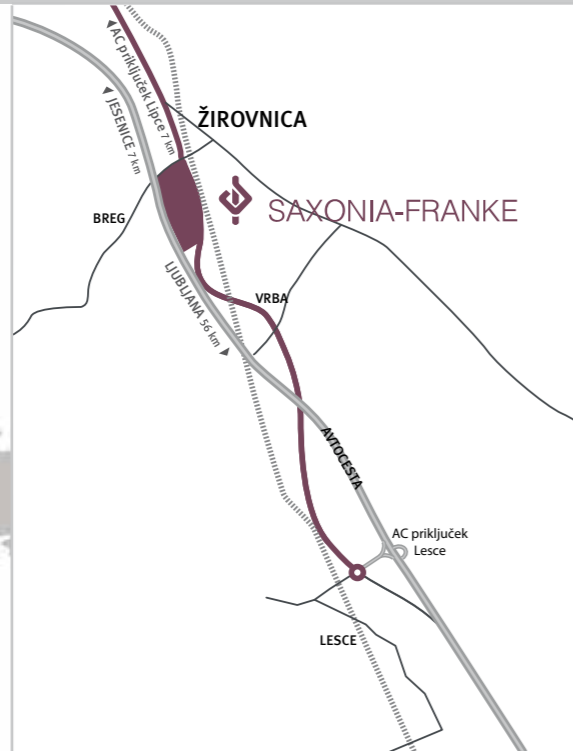 AC priključek Lipce 7 km
JESENICE 7 km
ŽIROVNICA
SAXONIA-FRANKE
BREG
LJUBLJANA 56 km
VRBA
AVTOCESTA
AC priključek
Lesce
LESCE